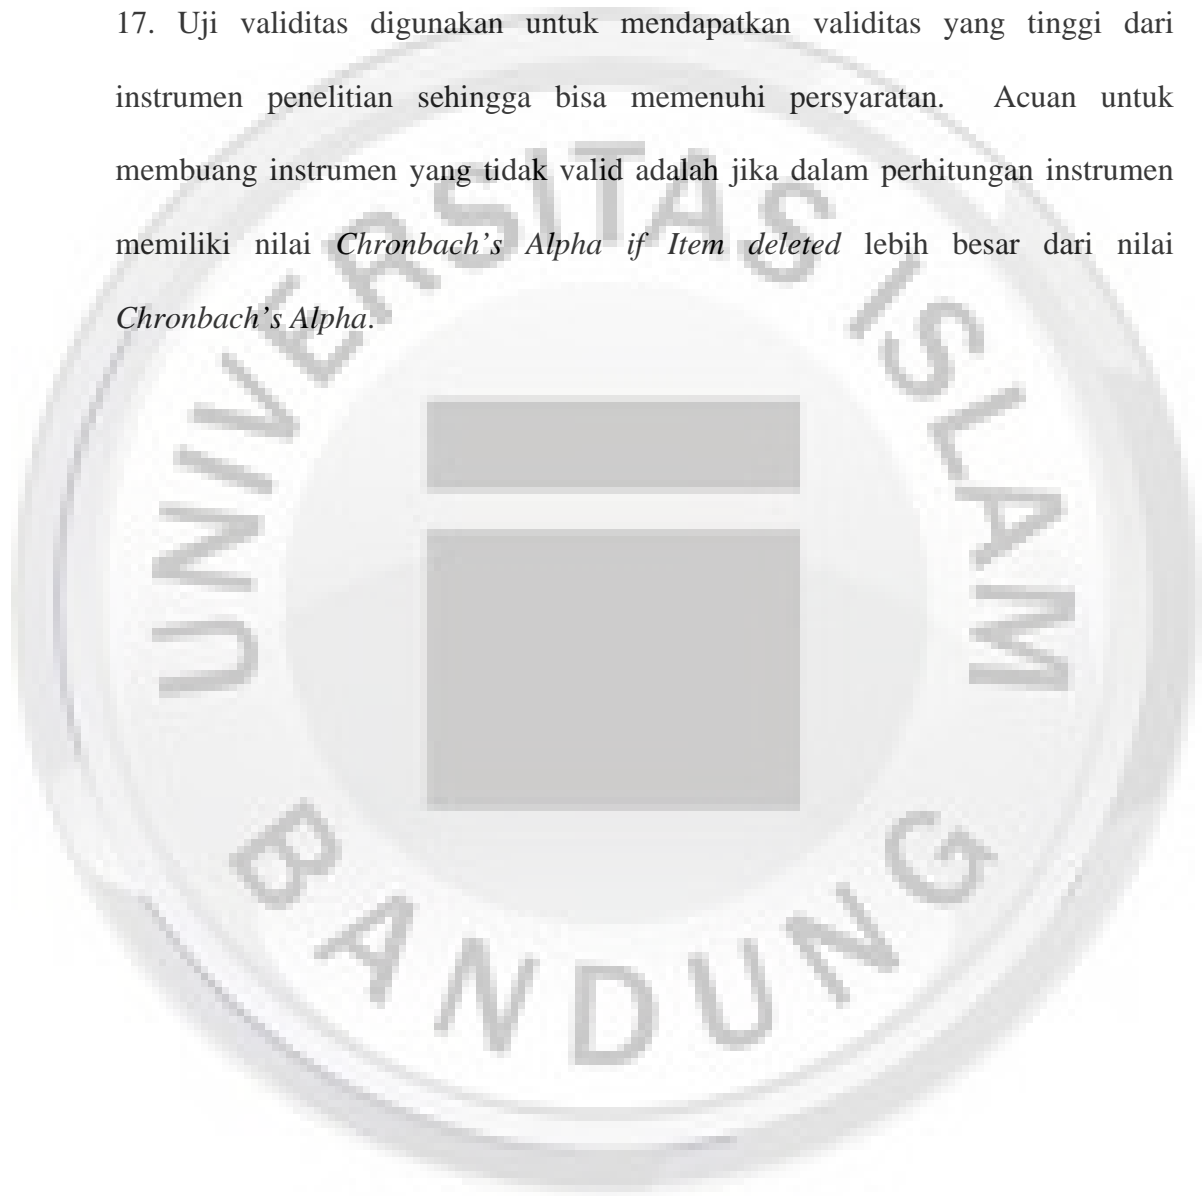 17. Uji validitas digunakan untuk mendapatkan validitas yang tinggi dari
instrumen penelitian sehingga bisa memenuhi persyaratan. Acuan untuk
membuang instrumen yang tidak valid adalah jika dalam perhitungan instrumen
memiliki nilai Chronbach's Alpha if Item deleted lebih besar dari nilai
Chronbach's Alpha.
UNIVERSITAS ISLAM
BANDUNG